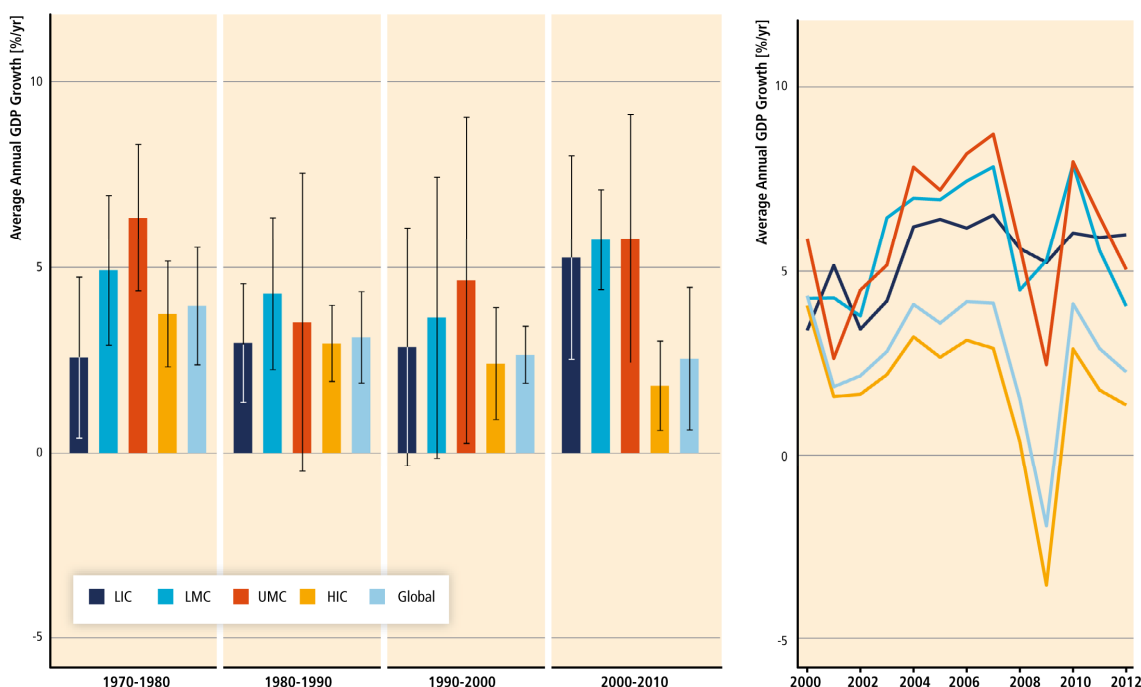 Average Annual GDP Growth [%/yr]
10
5
0
-5
LIC LMC UMC HIC Global
1970-1980 1980-1990 1990-2000 2000-2010
Average Annual GDP Growth [%/yr]
10
5
0
-5
2000 2002 2004 2006 2008 2010 2012